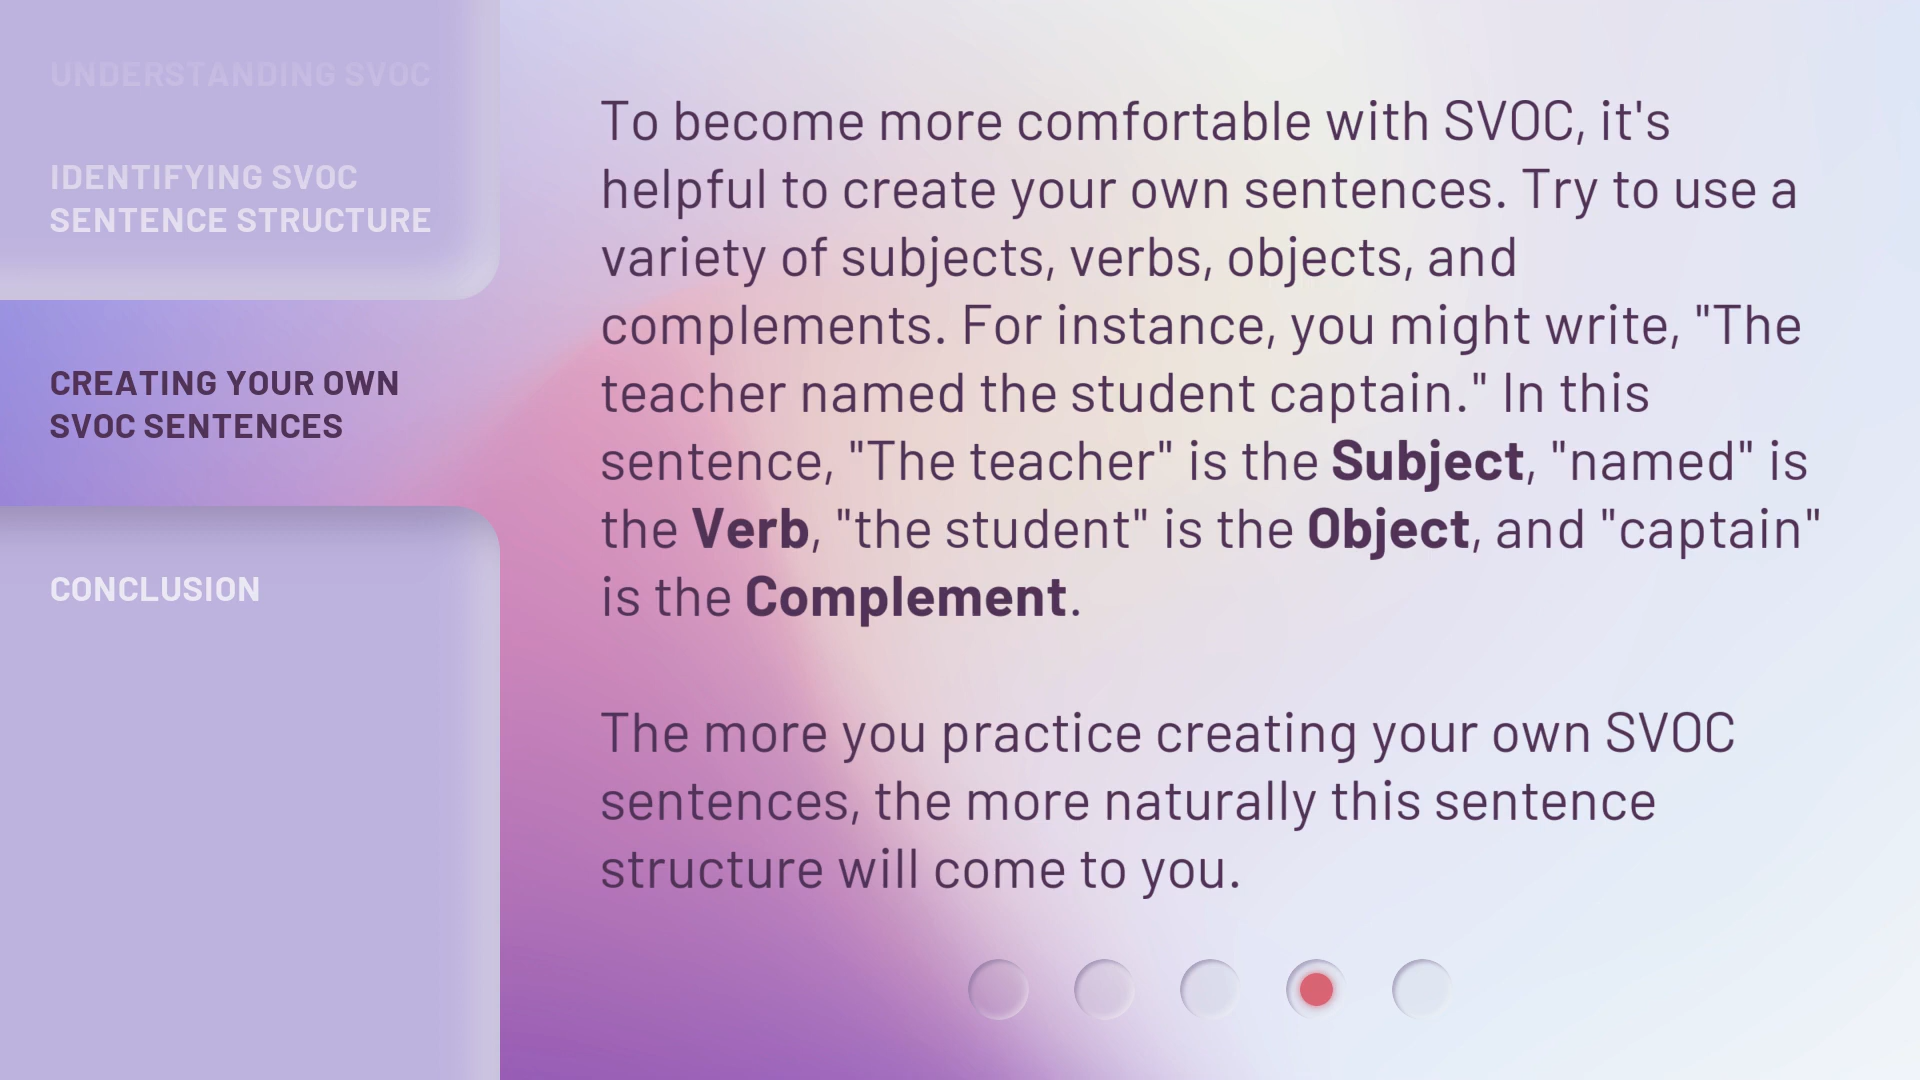 UNDERSTANDING SVOC
IDENTIFYING SVOC
SENTENCE STRUCTURE
CREATING YOUR OWN
SVOC SENTENCES
CONCLUSION
To become more comfortable with SVOC, it's
helpful to create your own sentences. Try to use a
variety of subjects, verbs, objects, and
complements. For instance, you might write, "The
teacher named the student captain." In this
sentence, "The teacher" is the Subject, "named" is
the Verb, "the student" is the Object, and "captain"
is the Complement.
The more you practice creating your own SVOC
sentences, the more naturally this sentence
structure will come to you.